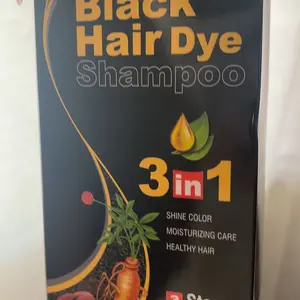 Black
Hair Dye
Shampoo
3 in 1
SHINE COLOR
MOISTURIZING CARE
HEALTHY HAIR